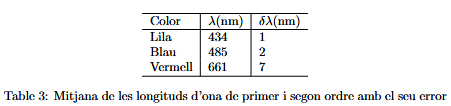 Color λ(nm) δλ(nm)
Lila 434 1
Blau 485 2
Vermell 661 7
Table 3: Mitjana de les longituds d'ona de primer i segon ordre amb el seu error